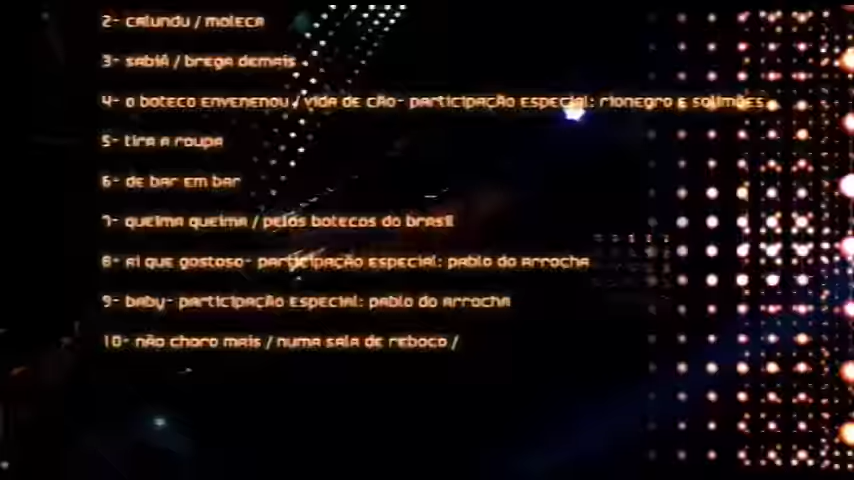 2- calundu / moleca
3- sabiá / brega demais
4- o boteco envenenou / vida de cão- participação especial: rionegro e solimões
5- tira a roupa
6- de bar em bar
7- queima queima / pelos botecos do brasil
8- ai que gostoso- participação especial: pablo do arrocha
9- baby- participação especial: pablo do arrocha
10- não choro mais / numa sala de reboco /